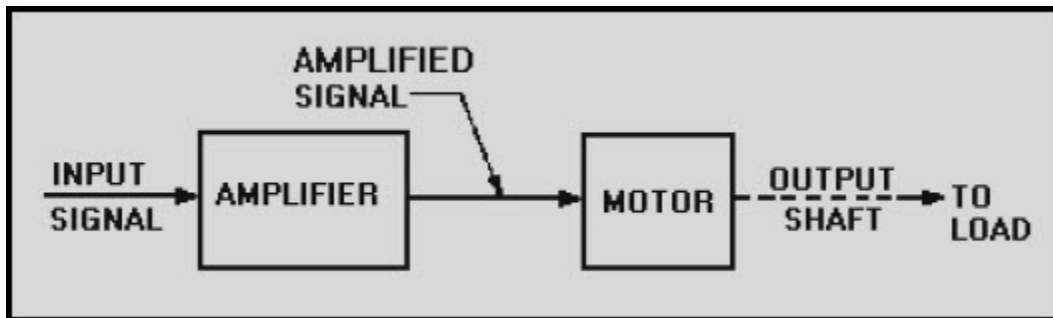 AMPLIFIED
SIGNAL
INPUT
SIGNAL
AMPLIFIER
MOTOR
OUTPUT
SHAFT
TO
LOAD